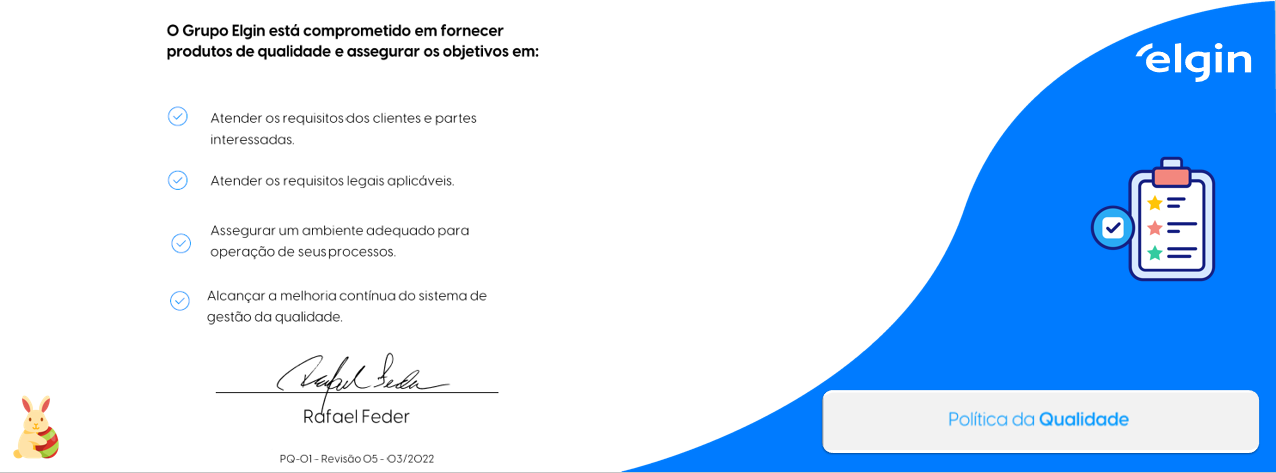 O Grupo Elgin está comprometido em fornecer
produtos de qualidade e assegurar os objetivos em:
elgin
Atender os requisitos dos clientes e partes
interessadas.
Atender os requisitos legais aplicáveis.
Assegurar um ambiente adequado para
operação de seus processos.
Alcançar a melhoria contínua do sistema de
gestão da qualidade.
Rafael Feder
Rafael Feder
PQ-01 - Revisão 05 - 03/2022
Política da Qualidade